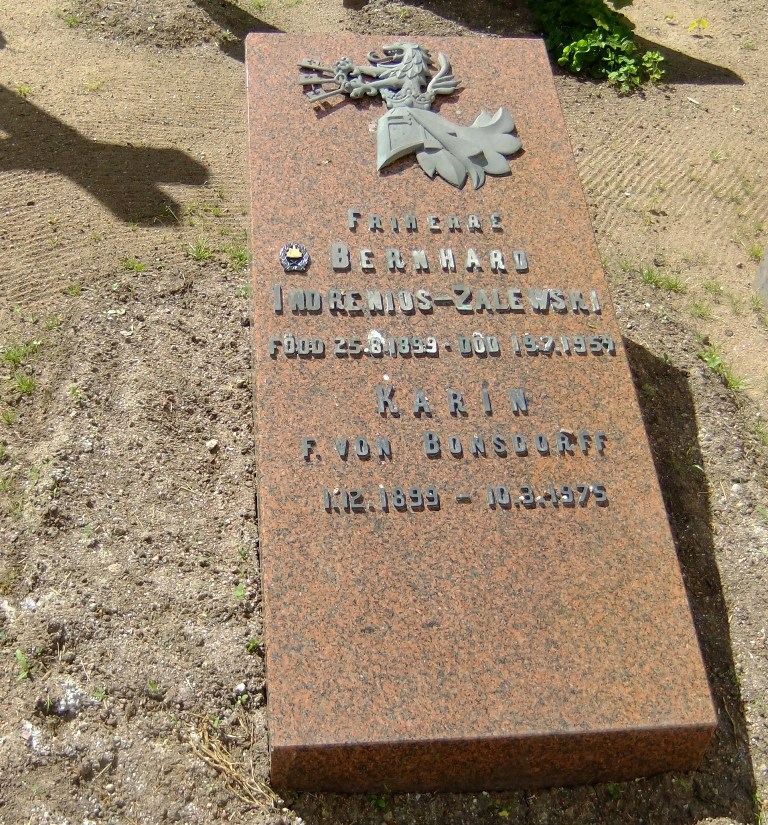 FRIHERRE
BERNHARD
INDRENIUS-ZALEWSKI
FÖDD 25.6.1899 · DÖD 19.7.1954
KARIN
F. VON BONSDORFF
1.12.1899 - 10.3.1975